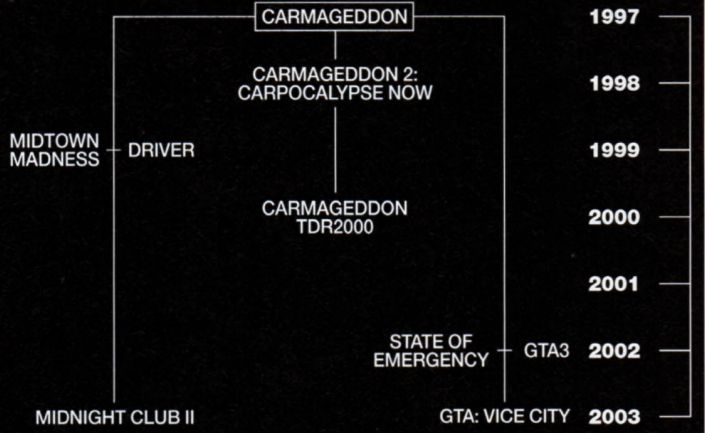 CARMAGEDDON
1997
CARMAGEDDON 2:
CARPOCALYPSE NOW
1998
MIDTOWN
MADNESS
DRIVER
1999
CARMAGEDDON
TDR2000
2000
2001
STATE OF
EMERGENCY
GTA3
2002
MIDNIGHT CLUB II
GTA: VICE CITY
2003